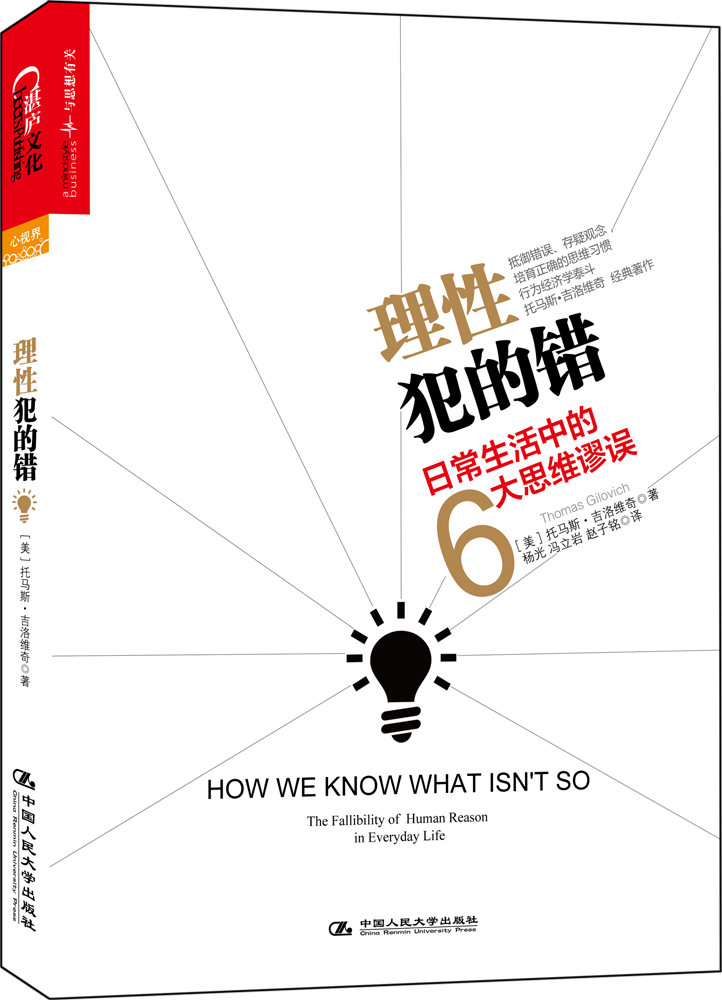 湛庐文化
Cheers Publishing
a mindstyle business
与思想有关
心视界
理性犯的错
[美]托马斯·吉洛维奇◎著
中国人民大学出版社
China Renmin University Press
抵御错误、存疑观念,
培育正确的思维习惯
行为经济学泰斗
托马斯•吉洛维奇 经典著作
理性
犯的错
日常生活中的
6大思维谬误
Thomas Gilovich
[美]托马斯·吉洛维奇◎著
杨光 冯立岩 赵子铭◎译
HOW WE KNOW WHAT ISN'T SO
The Fallibility of Human Reason
in Everyday Life
中国人民大学出版社
China Renmin University Press